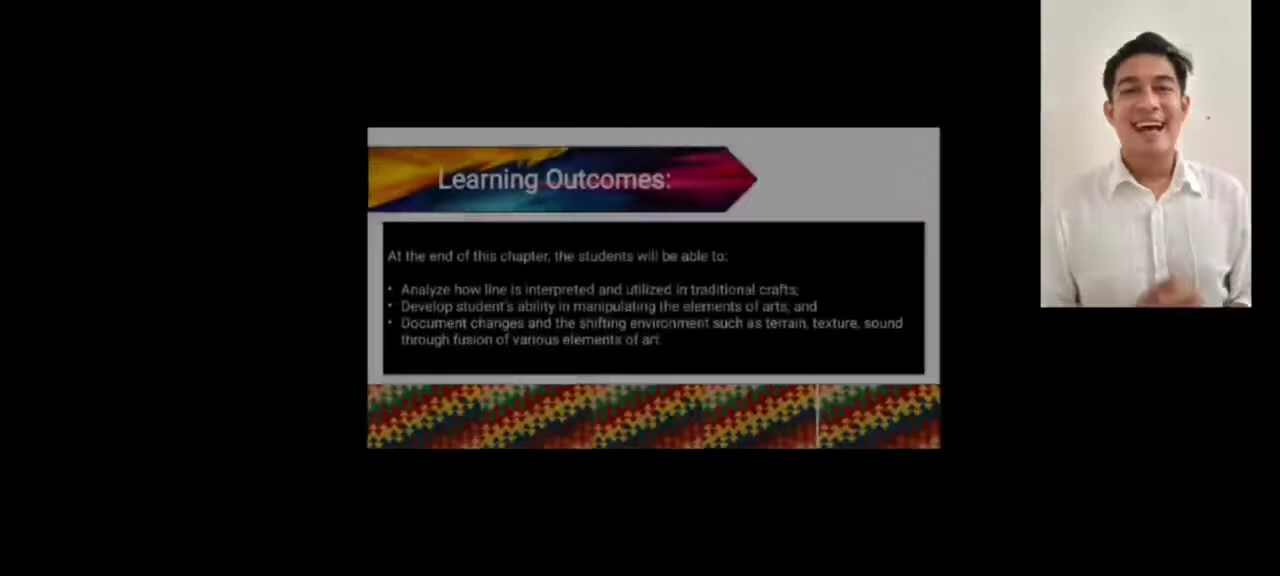 Learning Outcomes:
At the end of this chapter, the students will be able to:
• Analyze how line is interpreted and utilized in traditional crafts;
• Develop student's ability in manipulating the elements of arts; and
• Document changes and the shifting environment such as terrain, texture, sound
through fusion of various elements of art.